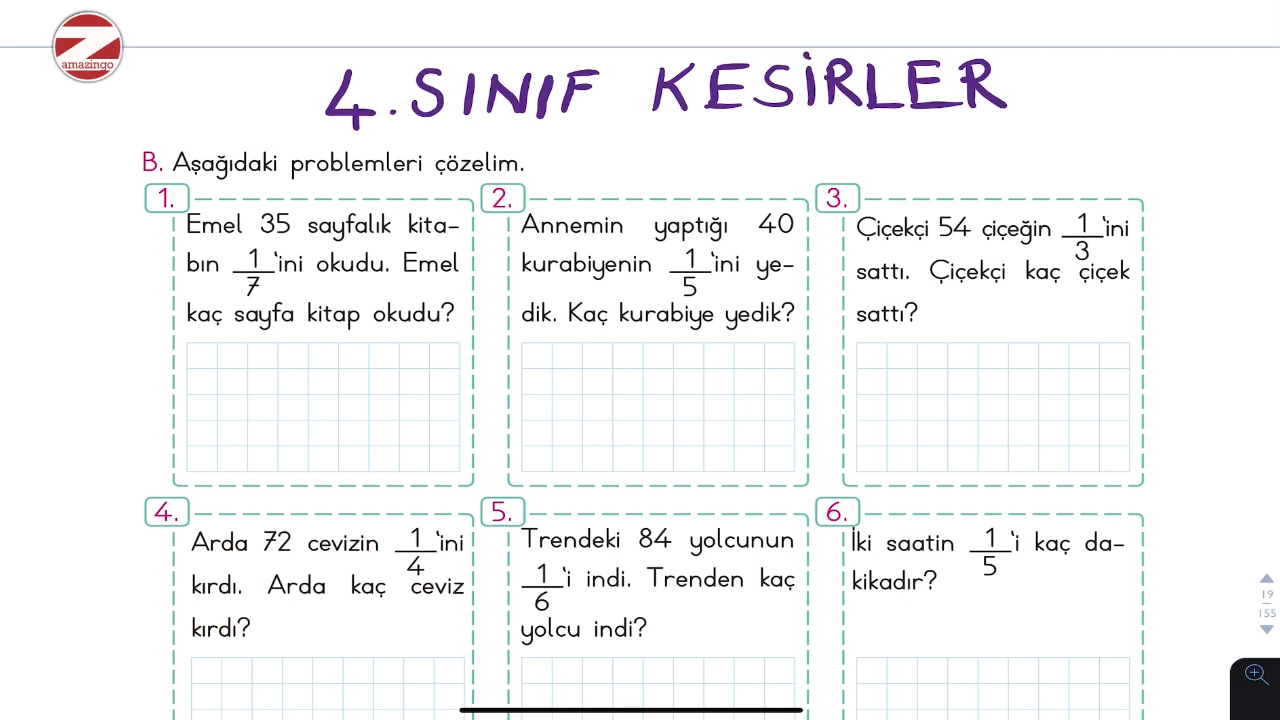 amazingo
4. SINIF KESİRLER
B. Aşağıdaki problemleri çözelim.
1.
Emel 35 sayfalık kita-
bın 1/7'ini okudu. Emel
kaç sayfa kitap okudu?
2.
Annemin yaptığı 40
kurabiyenin 1/5'ini ye-
dik. Kaç kurabiye yedik?
3.
Çiçekçi 54 çiçeğin 1/3'ini
sattı. Çiçekçi kaç çiçek
sattı?
4.
Arda 72 cevizin 1/4'ini
kırdı. Arda kaç ceviz
kırdı?
5.
Trendeki 84 yolcunun
1/6'i indi. Trenden kaç
yolcu indi?
6.
İki saatin 1/5'i kaç da-
kikadır?
19
155